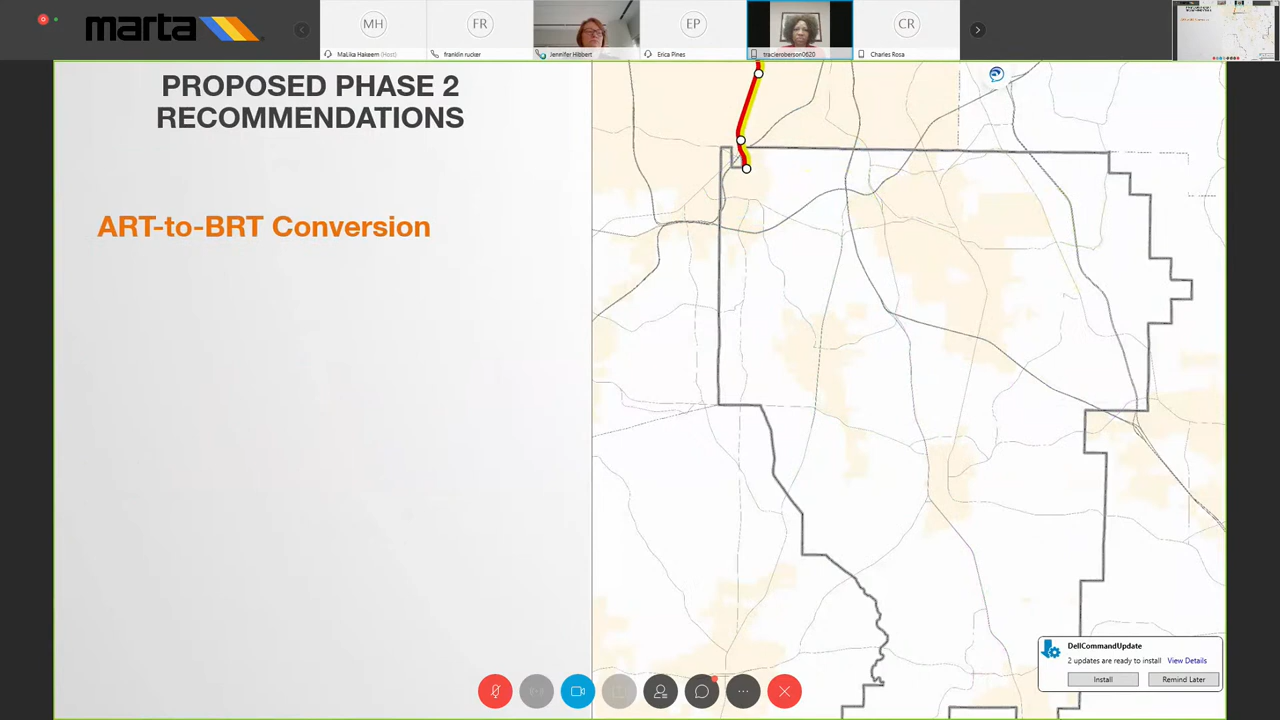 marta
MH
Malika Hakeem (Host)
FR
franklin rucker
Jennifer Hibbert
EP
Erica Pines
tracieroberson0620
CR
Charles Rosa
PROPOSED PHASE 2
RECOMMENDATIONS
ART-to-BRT Conversion
DellCommandUpdate
2 updates are ready to install View Details
Install
Remind Later